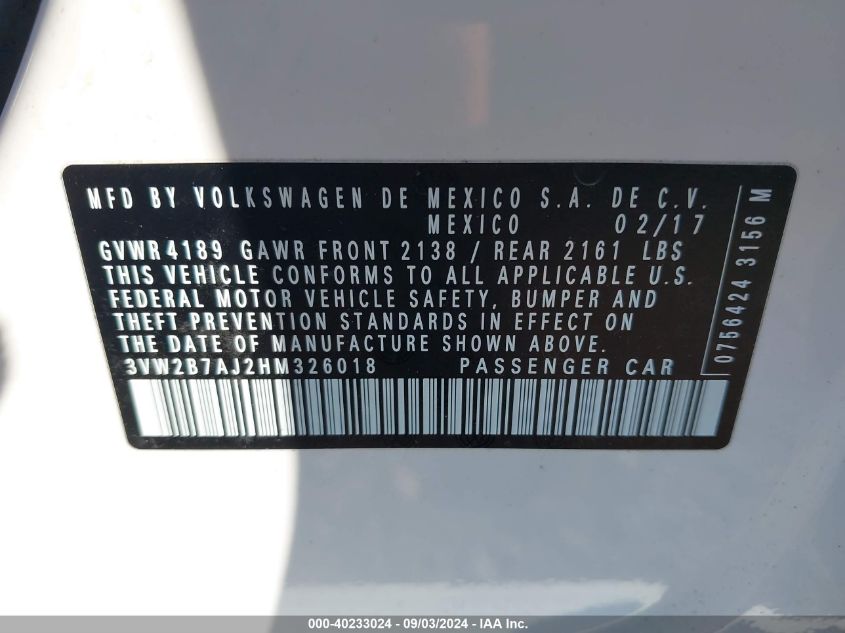 MFD BY VOLKSWAGEN DE MEXICO S.A. DE C.V.
MEXICO 02/17
GVWR 4189 GAWR FRONT 2138 / REAR 2161 LBS
THIS VEHICLE CONFORMS TO ALL APPLICABLE U.S.
FEDERAL MOTOR VEHICLE SAFETY, BUMPER AND
THEFT PREVENTION STANDARDS IN EFFECT ON
THE DATE OF MANUFACTURE SHOWN ABOVE.
3VW2B7AJ2HM326018 PASSENGER CAR
0756424 3156 M
000-40233024 - 09/03/2024 - IAA Inc.